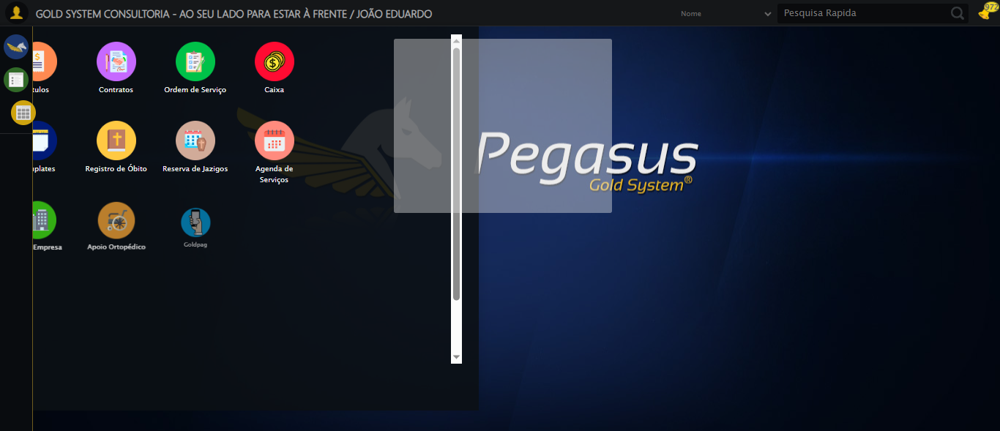 GOLD SYSTEM CONSULTORIA - AO SEU LADO PARA ESTAR À FRENTE / JOÃO EDUARDO
Nome
Pesquisa Rapida
972
tulos
Contratos
Ordem de Serviço
Caixa
nplates
Registro de Óbito
Reserva de Jazigos
Agenda de
Serviços
Empresa
Apoio Ortopédico
Goldpag
Pegasus
Gold System®